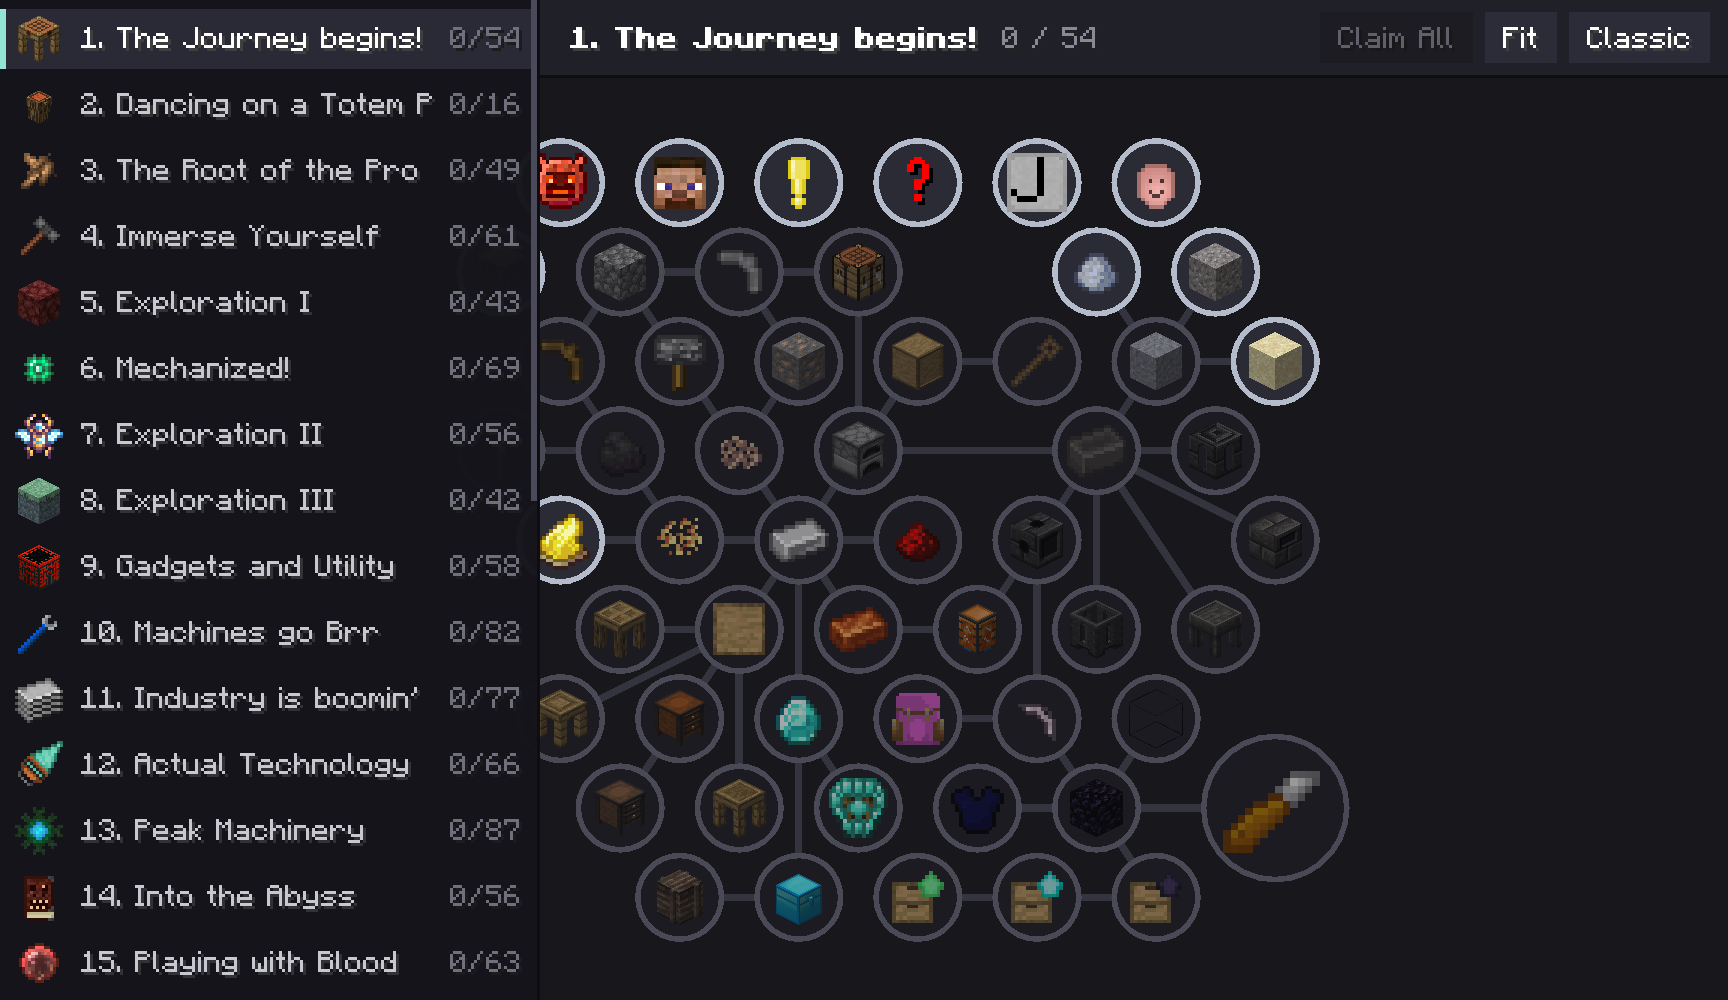 1. The Journey begins! 0/54
2. Dancing on a Totem P 0/16
3. The Root of the Pro 0/49
4. Immerse Yourself 0/61
5. Exploration I 0/43
6. Mechanized! 0/69
7. Exploration II 0/56
8. Exploration III 0/42
9. Gadgets and Utility 0/58
10. Machines go Brr 0/82
11. Industry is boomin' 0/77
12. Actual Technology 0/66
13. Peak Machinery 0/87
14. Into the Abyss 0/56
15. Playing with Blood 0/63
1. The Journey begins! 0 / 54
Claim All
Fit
Classic
?
J